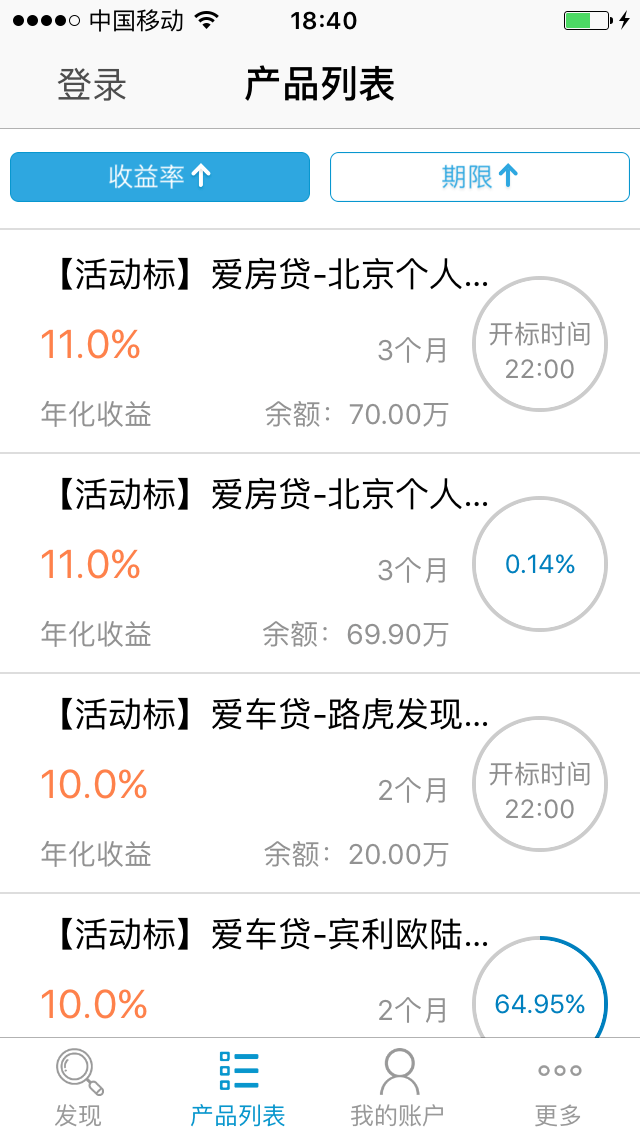 中国移动 18:40
登录 产品列表
收益率 期限
【活动标】爱房贷-北京个人...
11.0% 3个月 开标时间 22:00
年化收益 余额：70.00万
【活动标】爱房贷-北京个人...
11.0% 3个月 0.14%
年化收益 余额：69.90万
【活动标】爱车贷-路虎发现...
10.0% 2个月 开标时间 22:00
年化收益 余额：20.00万
【活动标】爱车贷-宾利欧陆...
10.0% 2个月 64.95%
发现 产品列表 我的账户 更多